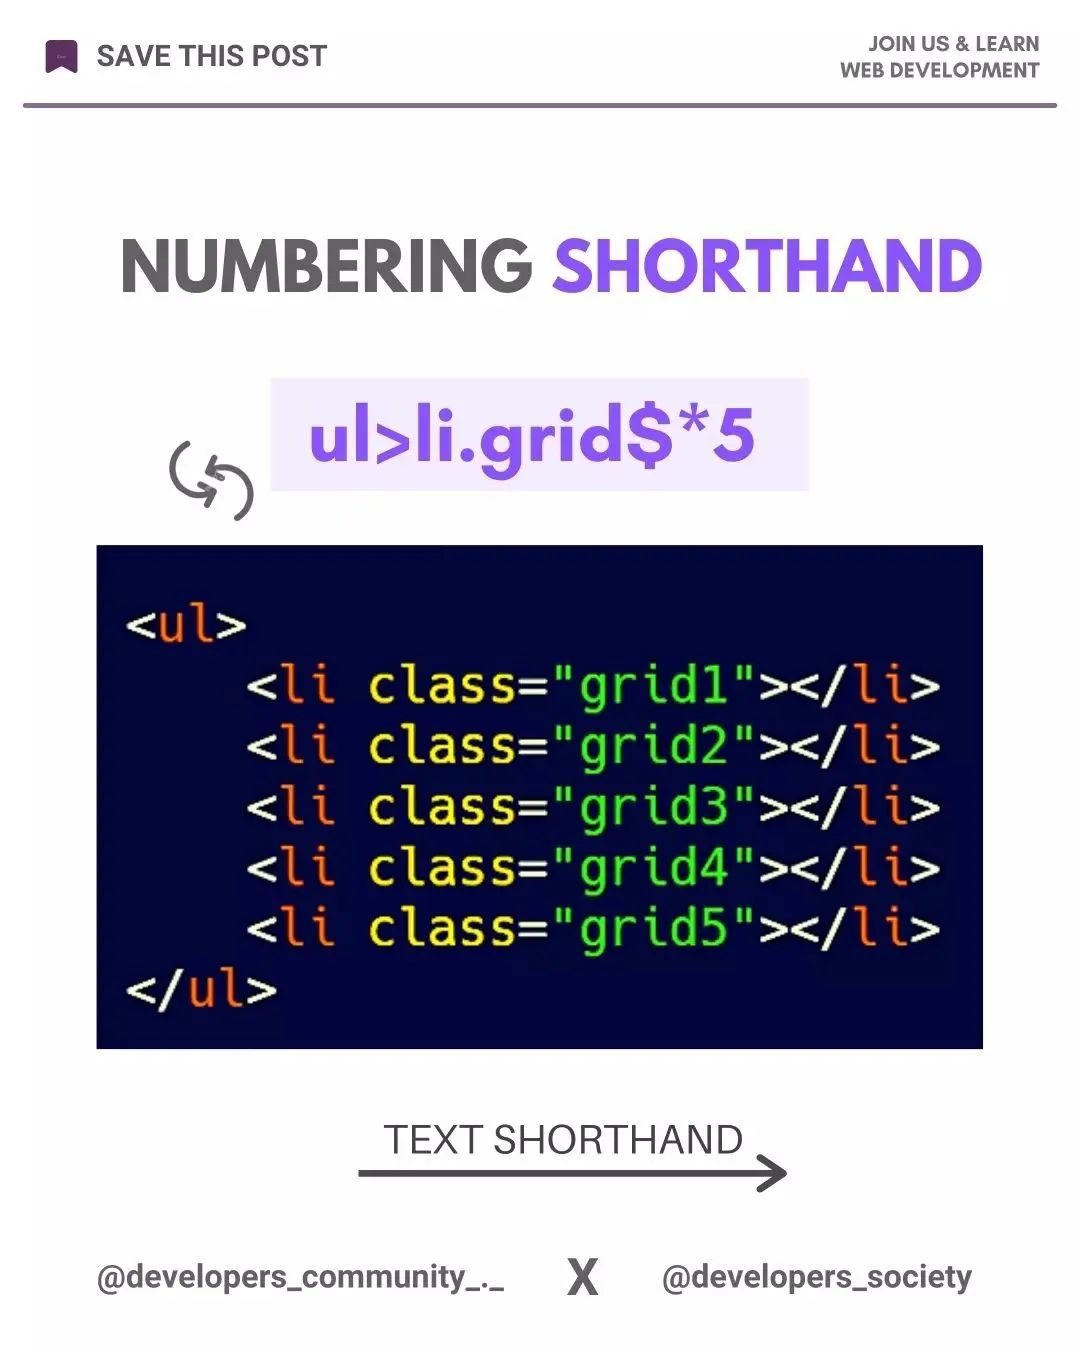 SAVE THIS POST
JOIN US & LEARN
WEB DEVELOPMENT
NUMBERING SHORTHAND
ul>li.grid$*5
<ul>
    <li class="grid1"></li>
    <li class="grid2"></li>
    <li class="grid3"></li>
    <li class="grid4"></li>
    <li class="grid5"></li>
</ul>
TEXT SHORTHAND
@developers_community_._ X @developers_society